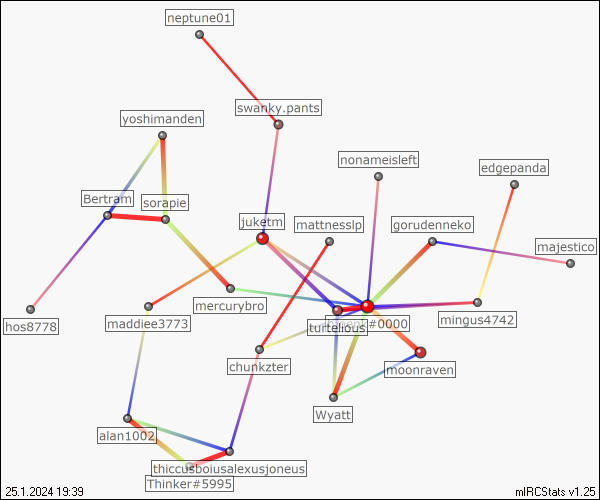 neptune01
swanky.pants
yoshimanden
nonameisleft
edgepanda
Bertram
sorapie
juketm
mattnesslp
gorudenneko
majestico
mercurybro
hos8778
maddiee3773
turtelious
#0000
mingus4742
chunkzter
moonraven
Wyatt
alan1002
thiccusboiusalexusjoneus
Thinker#5995
25.1.2024 19:39
mIRCStats v1.25